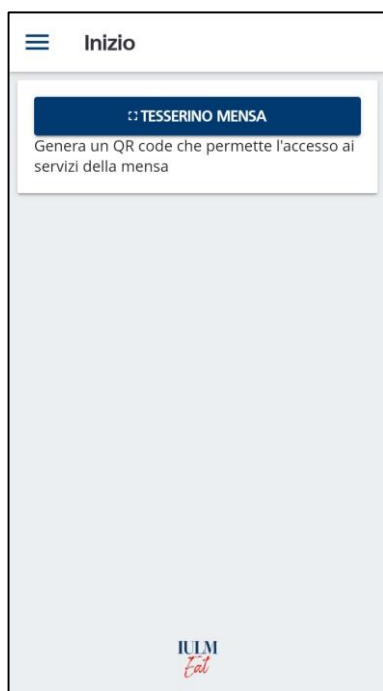 Inizio
TESSERINO MENSA
Genera un QR code che permette l'accesso ai
servizi della mensa
IULM
Eat